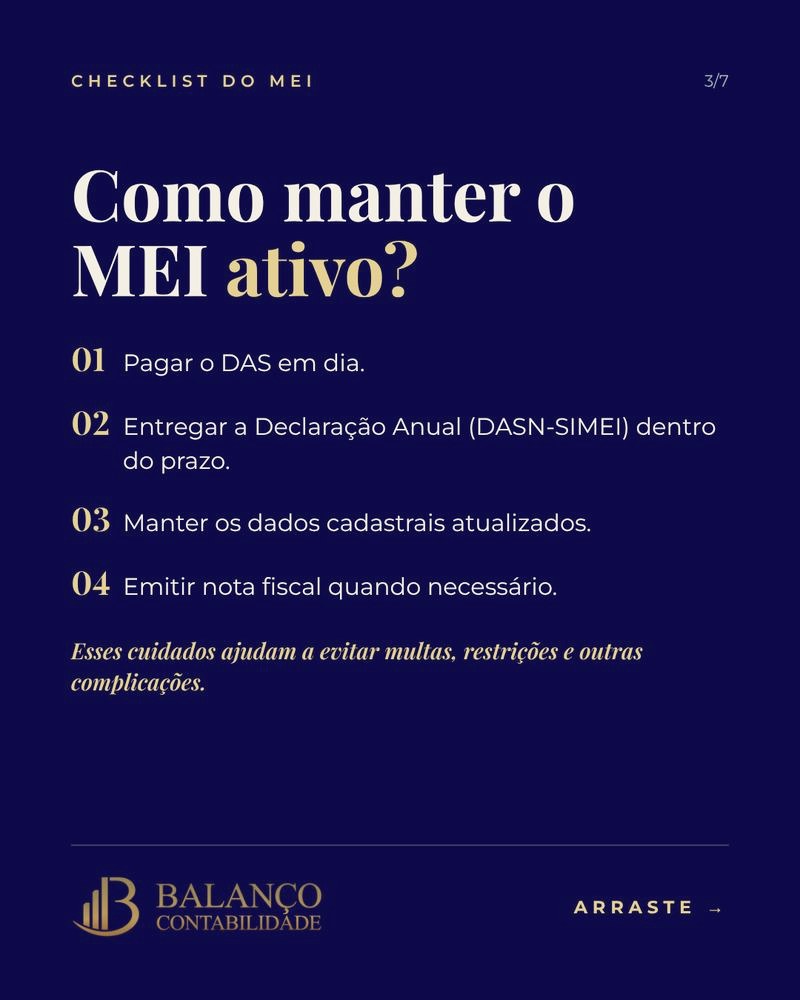 CHECKLIST DO MEI
3/7
Como manter o
MEI ativo?
01 Pagar o DAS em dia.
02 Entregar a Declaração Anual (DASN-SIMEI) dentro
do prazo.
03 Manter os dados cadastrais atualizados.
04 Emitir nota fiscal quando necessário.
Esses cuidados ajudam a evitar multas, restrições e outras
complicações.
BALANÇO
CONTABILIDADE
ARRASTE →